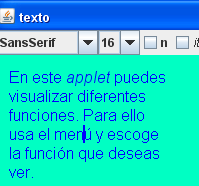 texto
SansSerif 16 n it
En este applet puedes
visualizar diferentes
funciones. Para ello
usa el menú y escoge
la función que deseas
ver.